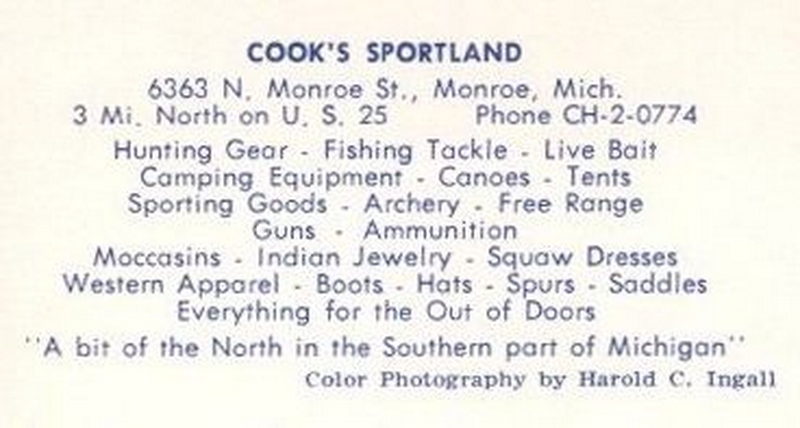 COOK'S SPORTLAND
6363 N. Monroe St., Monroe, Mich.
3 Mi. North on U. S. 25 Phone CH-2-0774
Hunting Gear - Fishing Tackle - Live Bait
Camping Equipment - Canoes - Tents
Sporting Goods - Archery - Free Range
Guns - Ammunition
Moccasins - Indian Jewelry - Squaw Dresses
Western Apparel - Boots - Hats - Spurs - Saddles
Everything for the Out of Doors
''A bit of the North in the Southern part of Michigan''
Color Photography by Harold C. Ingall